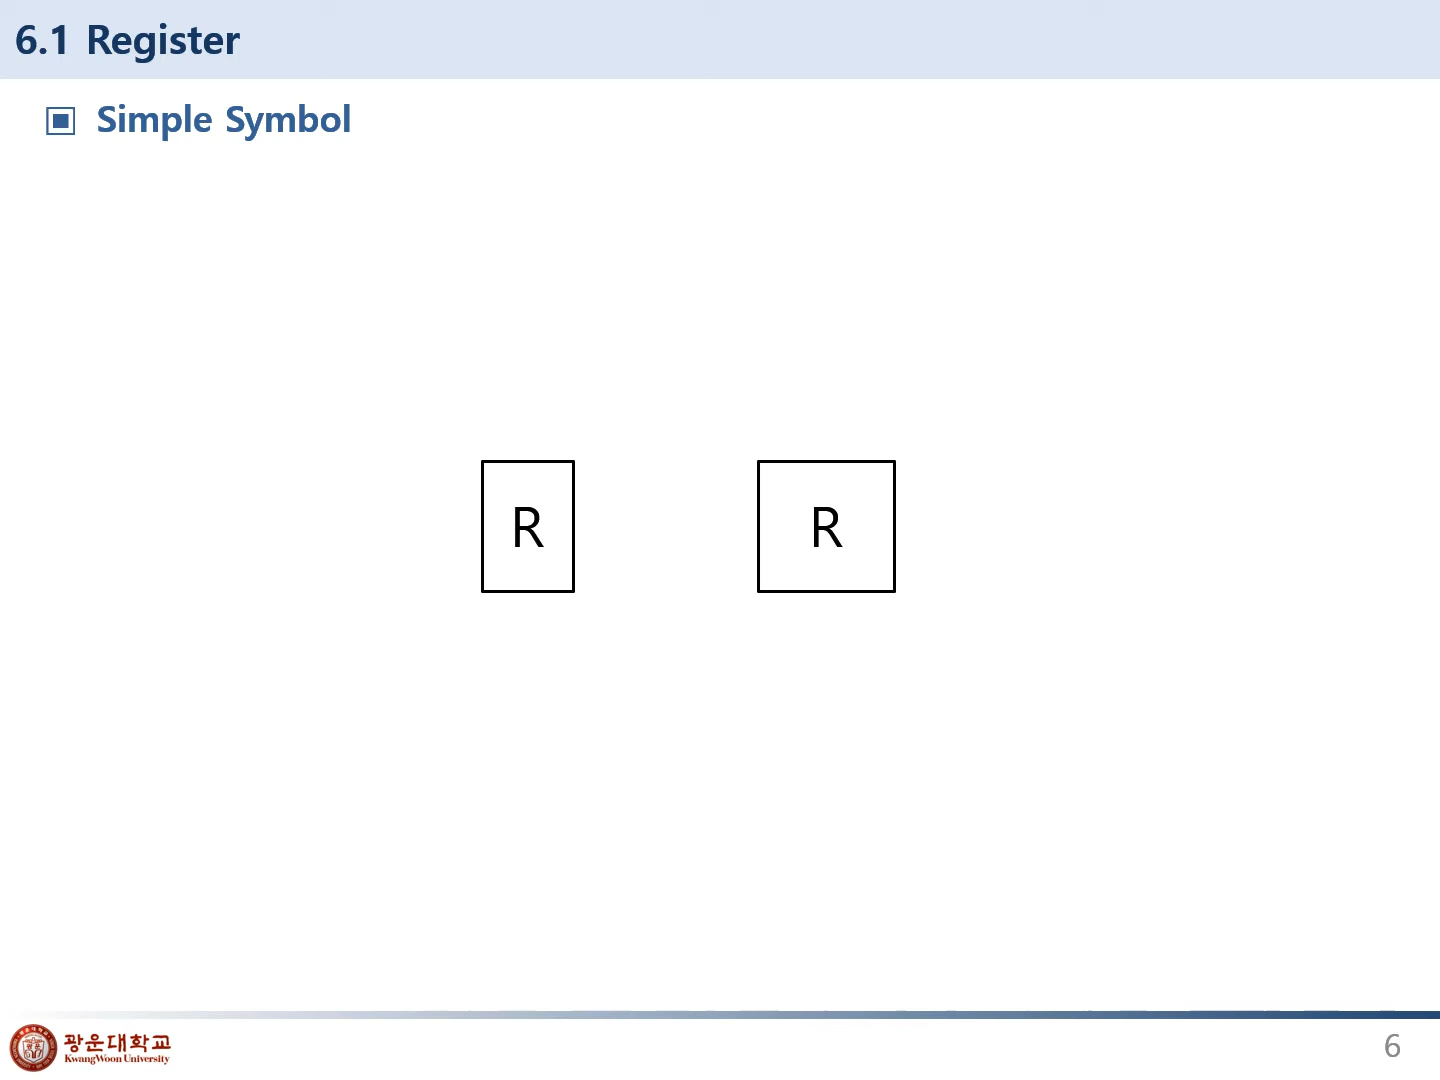 6.1 Register
Simple Symbol
R
R
광운대학교
KwangWoon University
6